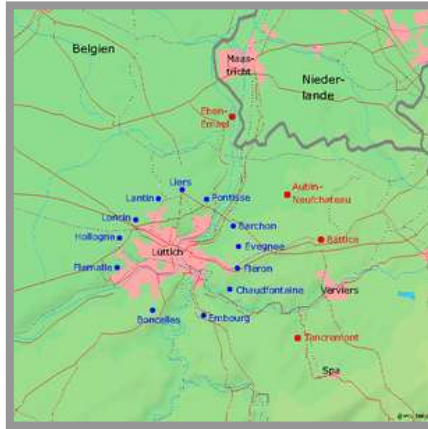 Belgien
Maas-
tricht
Nieder-
lande
Eben-
Emael
Liers
Lantin
Pontisse
Aubin-
Neufchateau
Loncin
Barchon
Hollogne
Battice
Lüttich
Evegnee
Flemalle
Fleron
Chaudfontaine
Verviers
Boncelles
Embourg
Tancremont
Spa